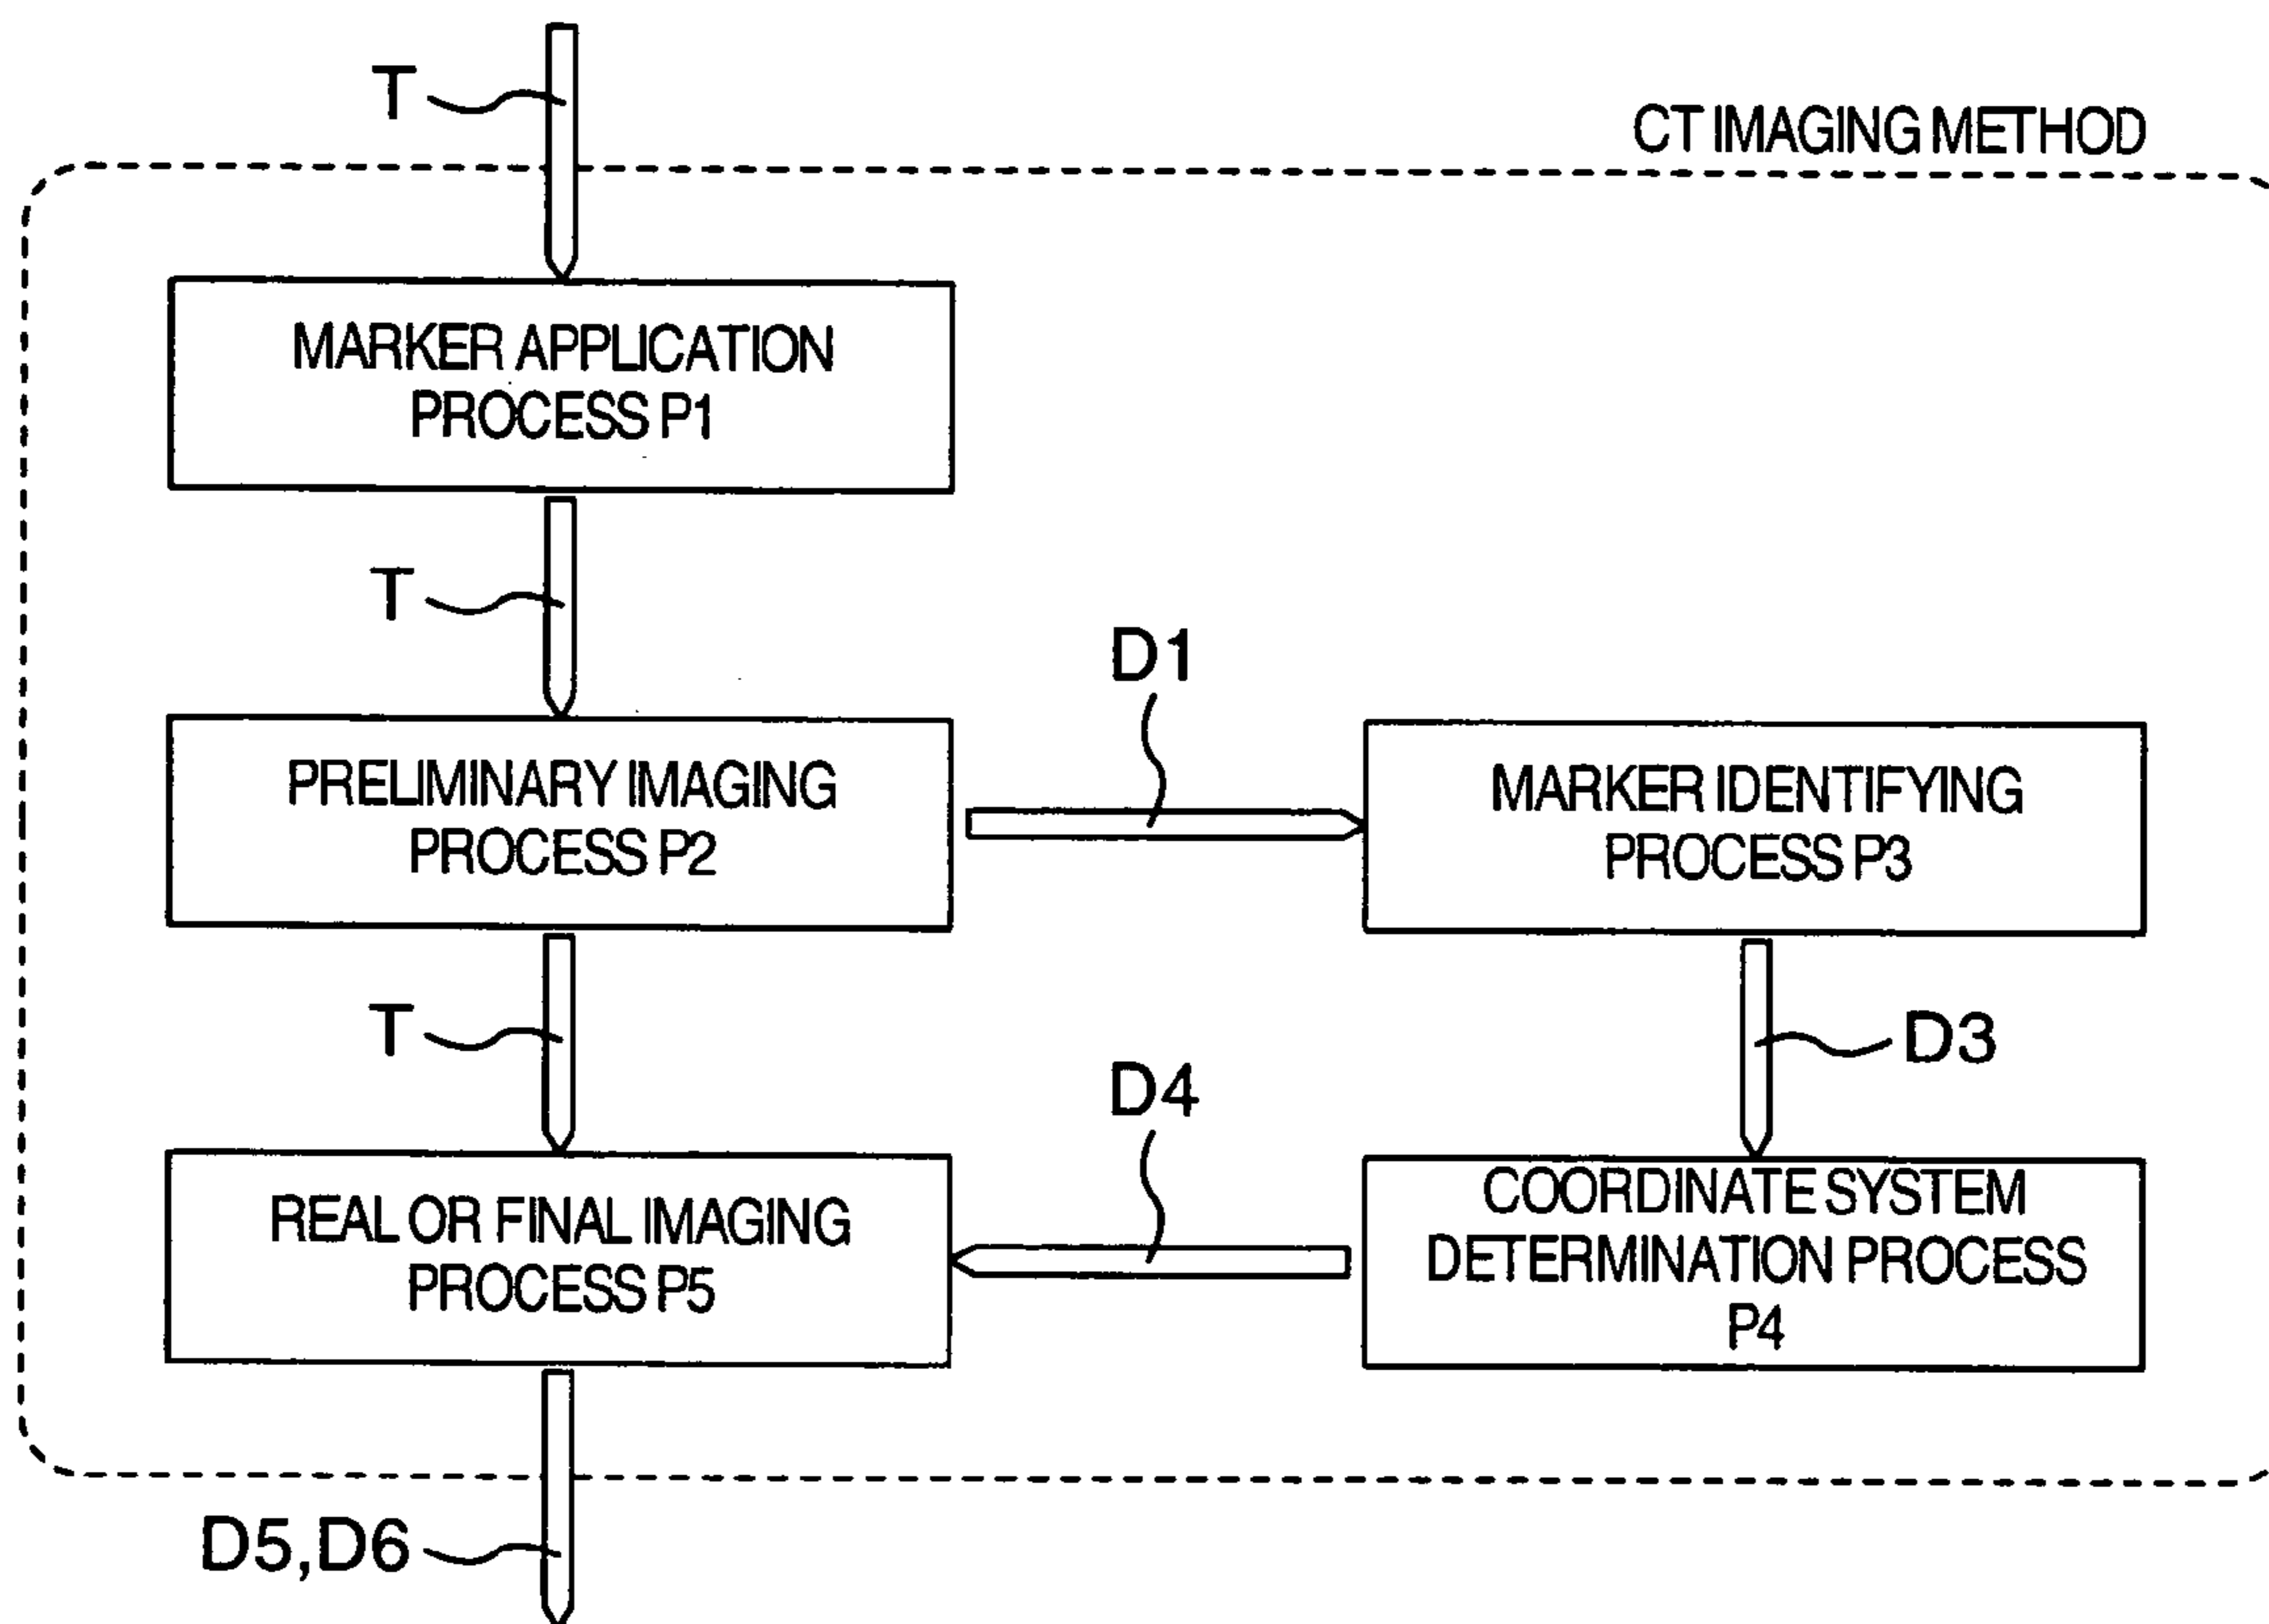 T
CT IMAGING METHOD
MARKER APPLICATION
PROCESS P1
T
D1
PRELIMINARY IMAGING
PROCESS P2
MARKER IDENTIFYING
PROCESS P3
T
D3
D4
REAL OR FINAL IMAGING
PROCESS P5
COORDINATE SYSTEM
DETERMINATION PROCESS
P4
D5,D6